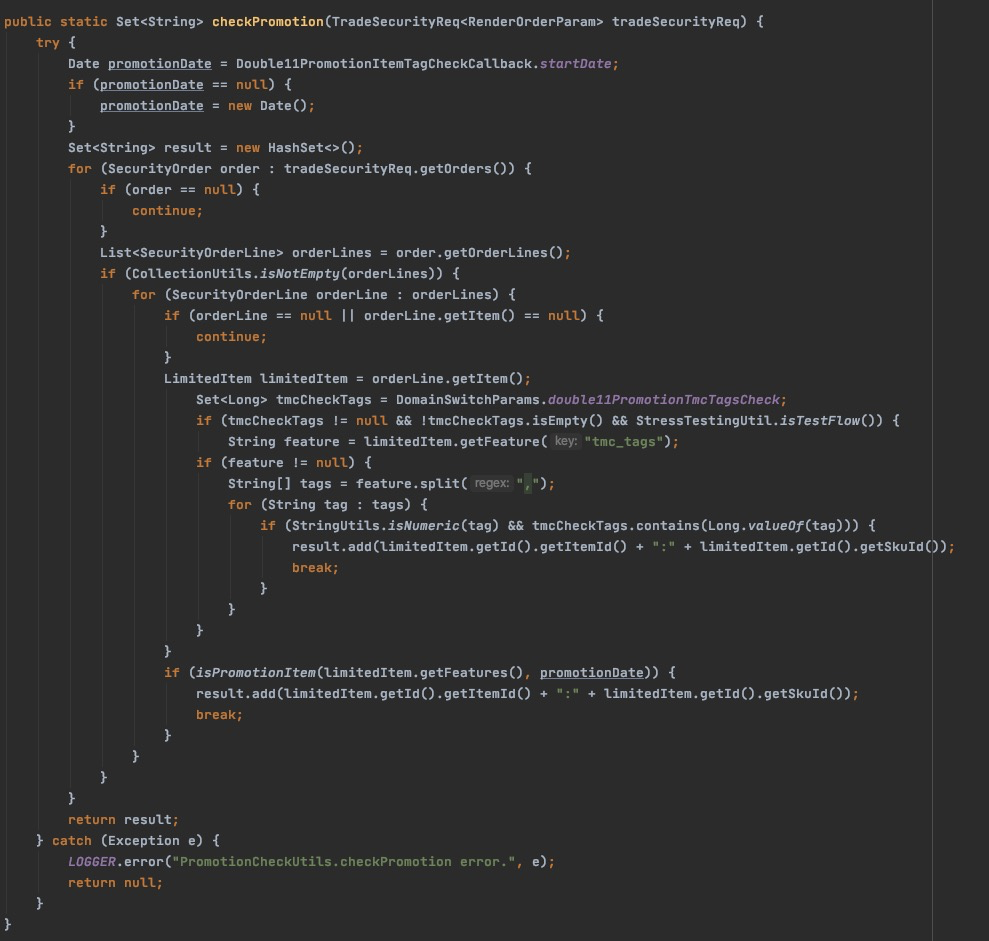 public static Set<String> checkPromotion(TradeSecurityReq<RenderOrderParam> tradeSecurityReq) {
    try {
        Date promotionDate = Double11PromotionItemTagCheckCallback.startDate;
        if (promotionDate == null) {
            promotionDate = new Date();
        }
        Set<String> result = new HashSet<>();
        for (SecurityOrder order : tradeSecurityReq.getOrders()) {
            if (order == null) {
                continue;
            }
            List<SecurityOrderLine> orderLines = order.getOrderLines();
            if (CollectionUtils.isNotEmpty(orderLines)) {
                for (SecurityOrderLine orderLine : orderLines) {
                    if (orderLine == null || orderLine.getItem() == null) {
                        continue;
                    }
                    LimitedItem limitedItem = orderLine.getItem();
                        Set<Long> tmcCheckTags = DomainSwitchParams.double11PromotionTmcTagsCheck;
                        if (tmcCheckTags != null && !tmcCheckTags.isEmpty() && StressTestingUtil.isTestFlow()) {
                            String feature = limitedItem.getFeature( key: "tmc_tags");
                        if (feature != null) {
                            String[] tags = feature.split( regex: ",");
                            for (String tag : tags) {
                                if (StringUtils.isNumeric(tag) && tmcCheckTags.contains(Long.valueOf(tag))) {
                                    result.add(limitedItem.getId().getItemId() + ":" + limitedItem.getId().getSkuId());
                                    break;
                                }
                            }
                        }
                    }
                    if (isPromotionItem(limitedItem.getFeatures(), promotionDate)) {
                        result.add(limitedItem.getId().getItemId() + ":" + limitedItem.getId().getSkuId());
                        break;
                    }
                }
            }
        }
        return result;
    } catch (Exception e) {
        LOGGER.error("PromotionCheckUtils.checkPromotion error.", e);
        return null;
    }
}